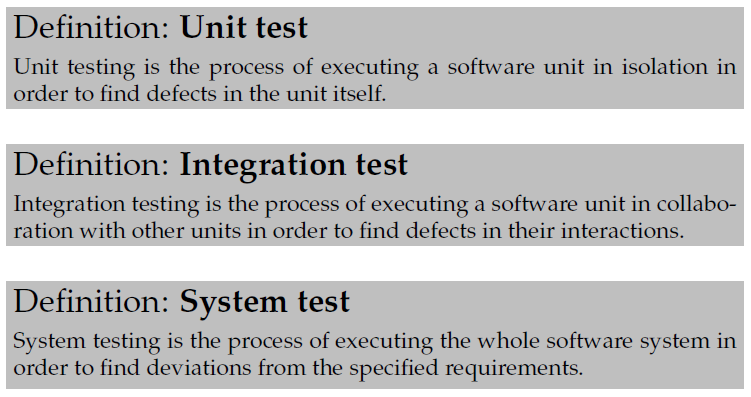 Definition: Unit test
Unit testing is the process of executing a software unit in isolation in
order to find defects in the unit itself.
Definition: Integration test
Integration testing is the process of executing a software unit in collabo-
ration with other units in order to find defects in their interactions.
Definition: System test
System testing is the process of executing the whole software system in
order to find deviations from the specified requirements.